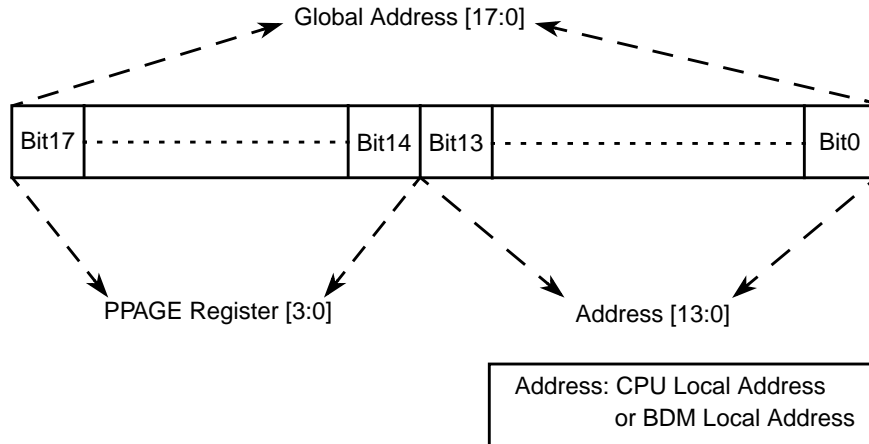 Global Address [17:0]
Bit17 Bit14 Bit13 Bit0
PPAGE Register [3:0] Address [13:0]
Address: CPU Local Address
or BDM Local Address